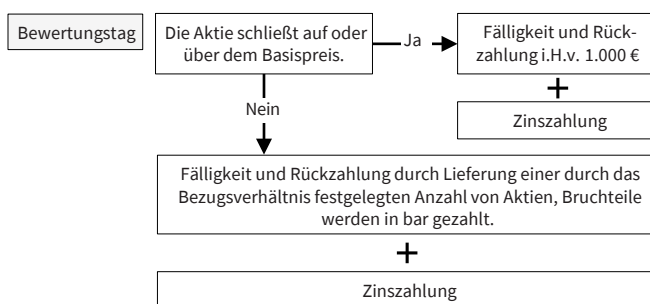 Bewertungstag
Die Aktie schließt auf oder
über dem Basispreis.
Ja
Fälligkeit und Rück-
zahlung i.H.v. 1.000 €
+
Zinszahlung
Nein
Fälligkeit und Rückzahlung durch Lieferung einer durch das
Bezugsverhältnis festgelegten Anzahl von Aktien, Bruchteile
werden in bar gezahlt.
+
Zinszahlung